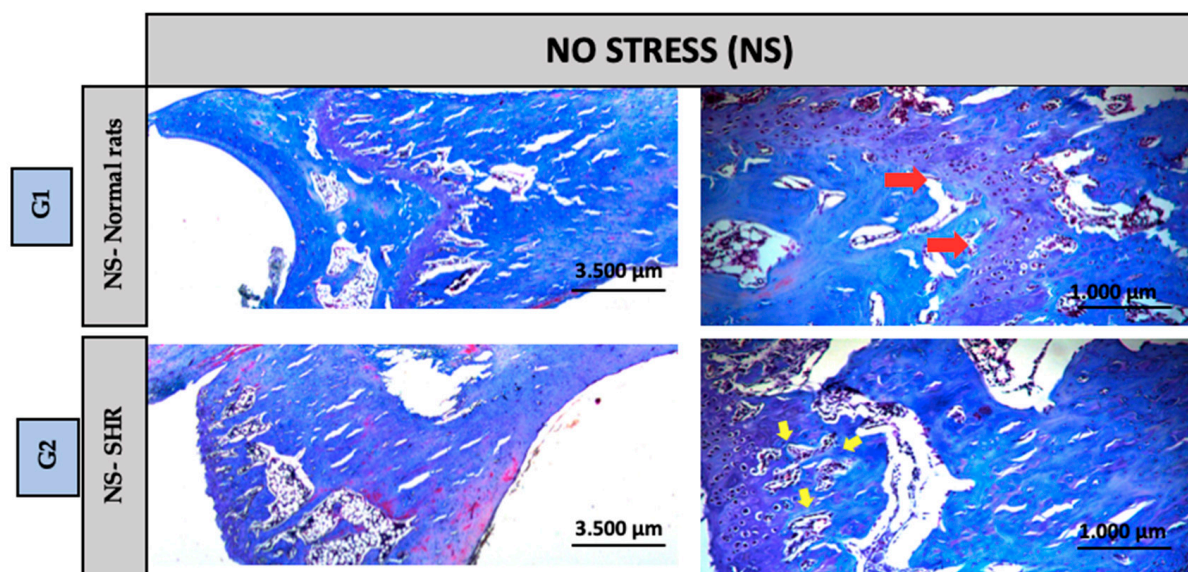 NO STRESS (NS)
G1
NS- Normal rats
3.500 µm
1.000 µm
G2
NS- SHR
3.500 µm
1.000 µm